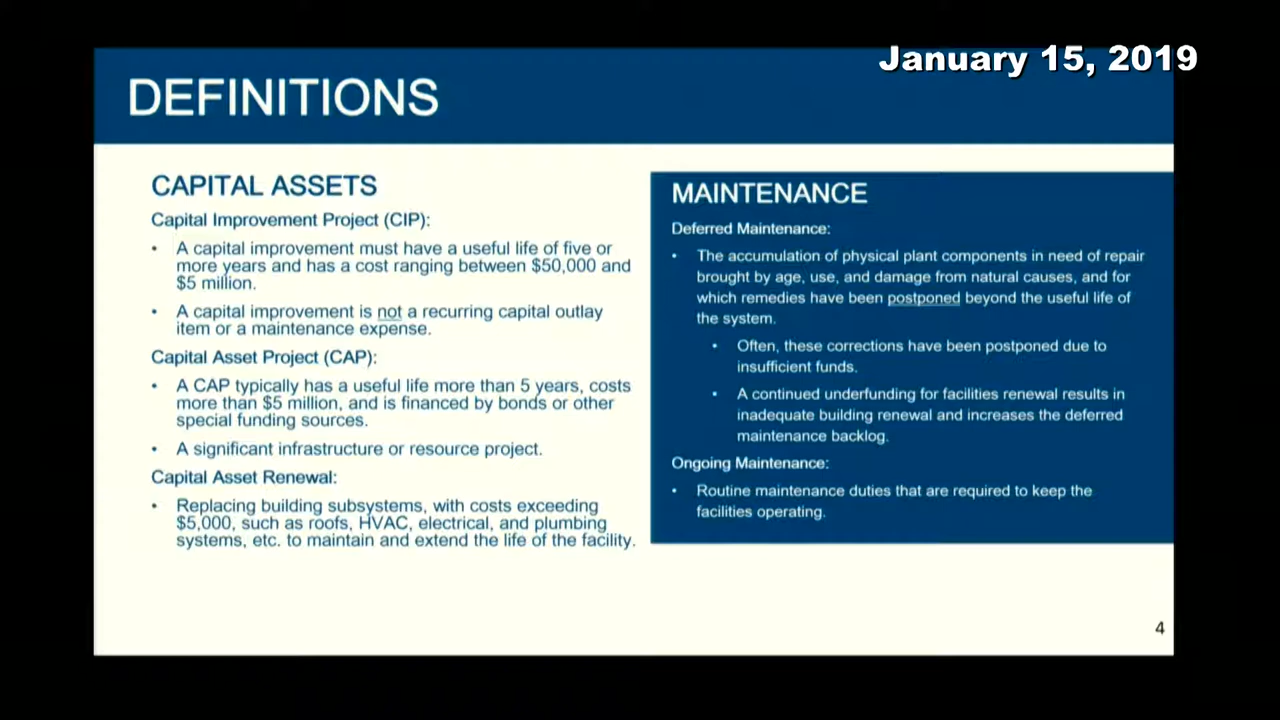 January 15, 2019
DEFINITIONS
CAPITAL ASSETS
Capital Improvement Project (CIP):
• A capital improvement must have a useful life of five or
more years and has a cost ranging between $50,000 and
$5 million.
• A capital improvement is not a recurring capital outlay
item or a maintenance expense.
Capital Asset Project (CAP):
• A CAP typically has a useful life more than 5 years, costs
more than $5 million, and is financed by bonds or other
special funding sources.
• A significant infrastructure or resource project.
Capital Asset Renewal:
• Replacing building subsystems, with costs exceeding
$5,000, such as roofs, HVAC, electrical, and plumbing
systems, etc. to maintain and extend the life of the facility.
MAINTENANCE
Deferred Maintenance:
• The accumulation of physical plant components in need of repair
brought by age, use, and damage from natural causes, and for
which remedies have been postponed beyond the useful life of
the system.
• Often, these corrections have been postponed due to
insufficient funds.
• A continued underfunding for facilities renewal results in
inadequate building renewal and increases the deferred
maintenance backlog.
Ongoing Maintenance:
• Routine maintenance duties that are required to keep the
facilities operating.
4